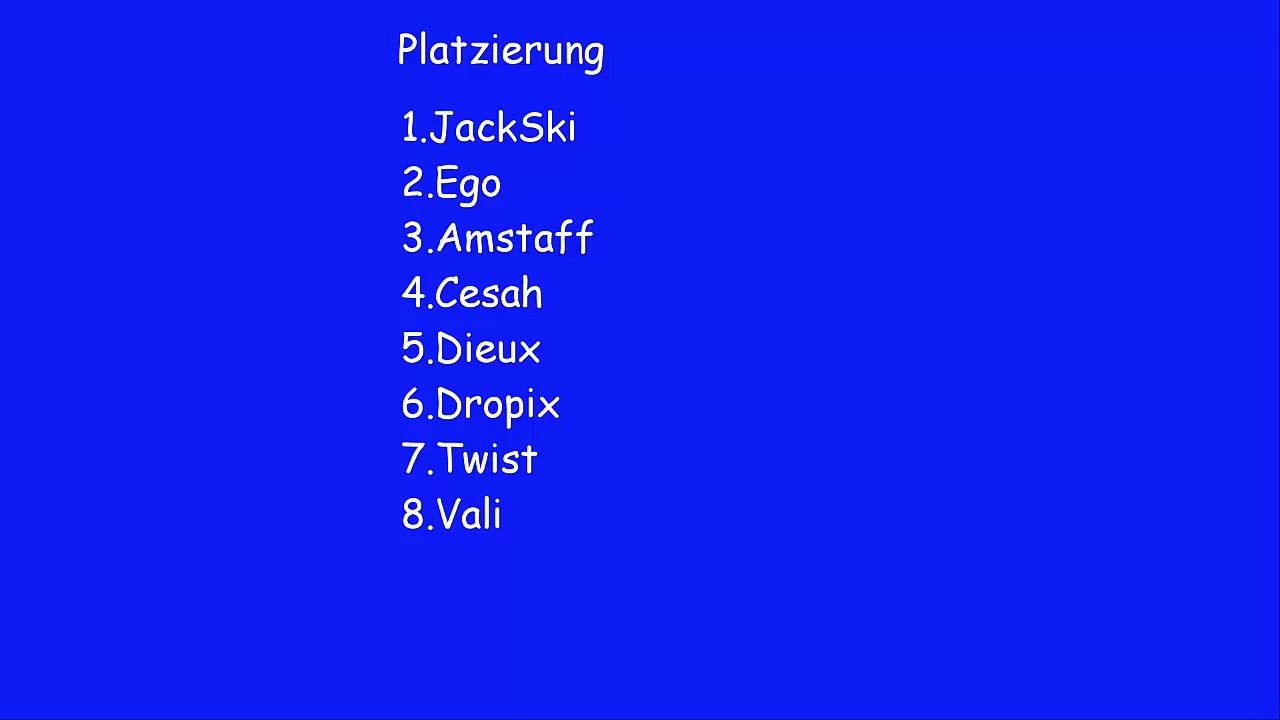 Platzierung
1.JackSki
2.Ego
3.Amstaff
4.Cesah
5.Dieux
6.Dropix
7.Twist
8.Vali